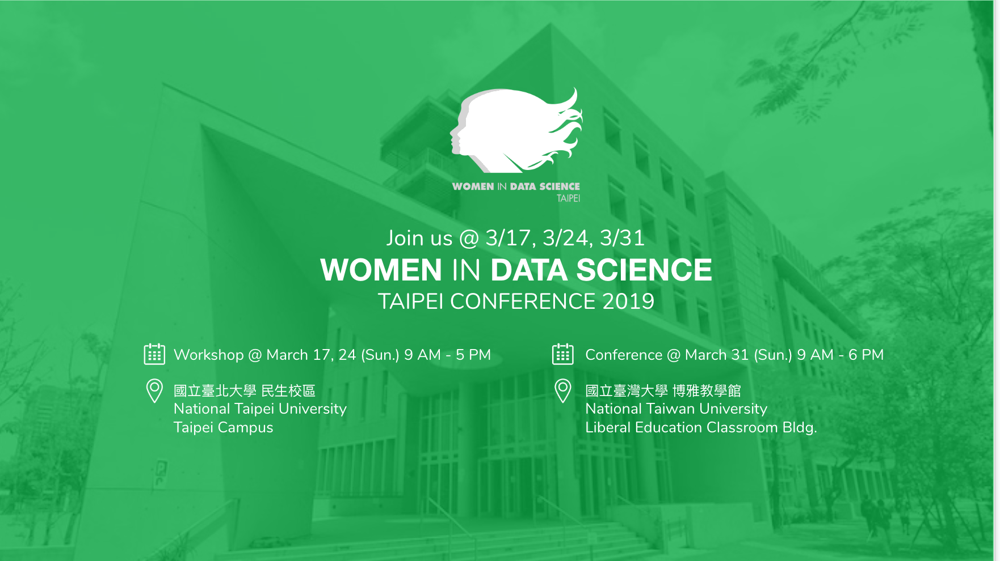 WOMEN IN DATA SCIENCE
TAIPEI
Join us @ 3/17, 3/24, 3/31
WOMEN IN DATA SCIENCE
TAIPEI CONFERENCE 2019
Workshop @ March 17, 24 (Sun.) 9 AM - 5 PM
國立臺北大學 民生校區
National Taipei University
Taipei Campus
Conference @ March 31 (Sun.) 9 AM - 6 PM
國立臺灣大學 博雅教學館
National Taiwan University
Liberal Education Classroom Bldg.